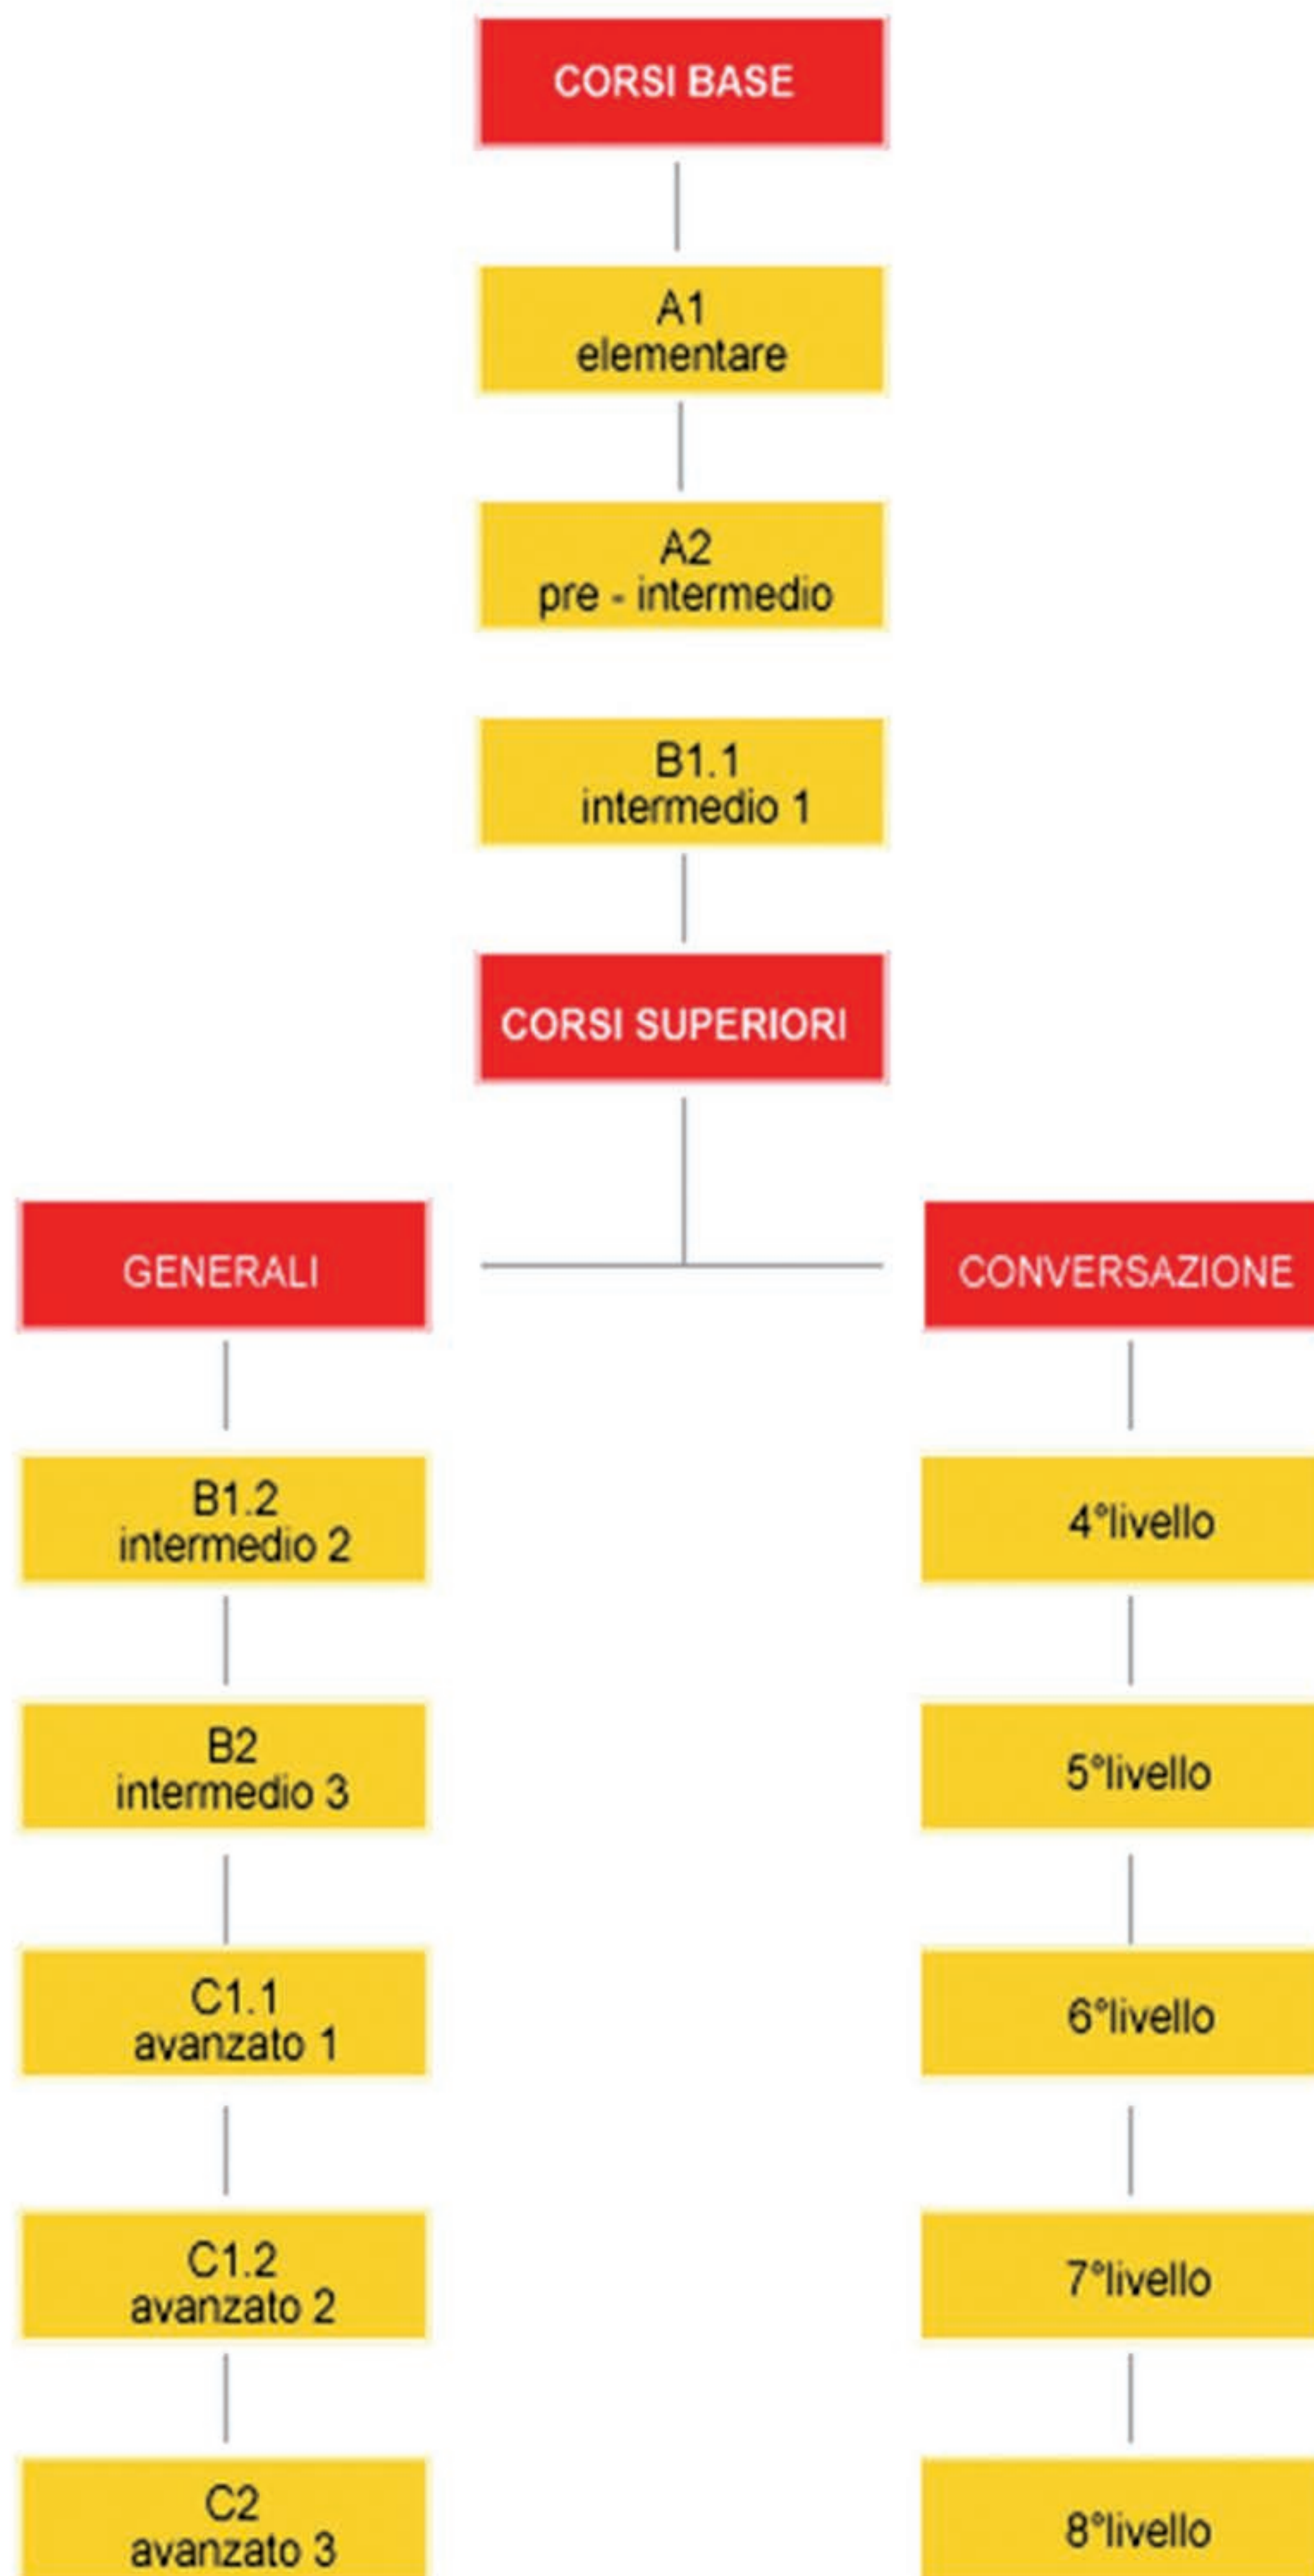 CORSI BASE
A1
elementare
A2
pre - intermedio
B1.1
intermedio 1
CORSI SUPERIORI
GENERALI
CONVERSAZIONE
B1.2
intermedio 2
4°livello
B2
intermedio 3
5°livello
C1.1
avanzato 1
6°livello
C1.2
avanzato 2
7°livello
C2
avanzato 3
8°livello